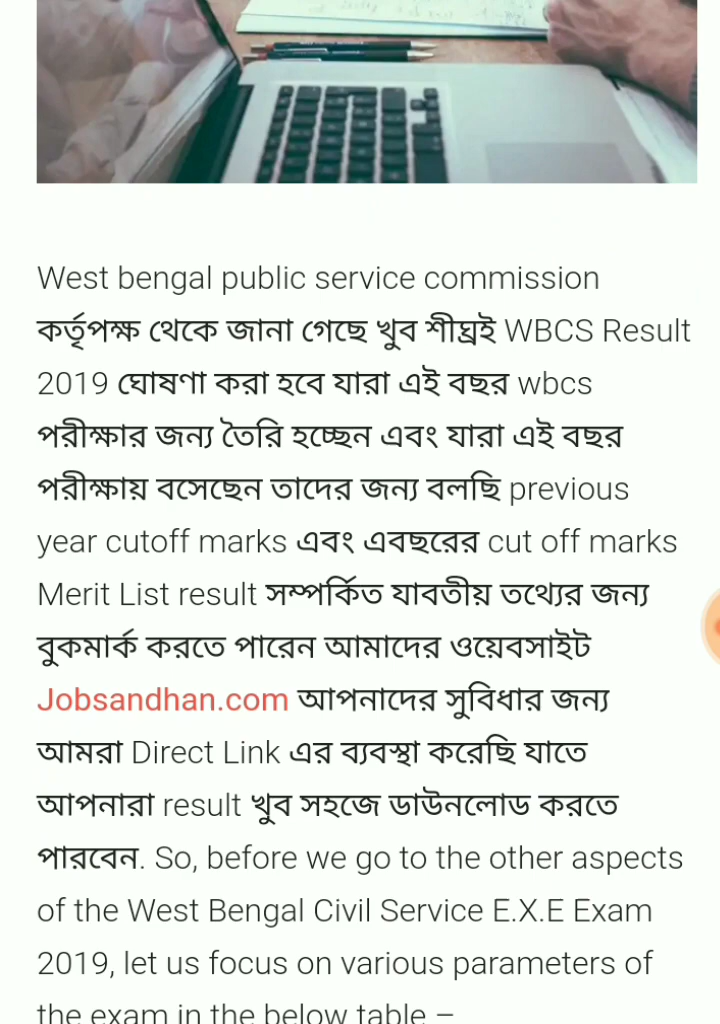 West bengal public service commission
কর্তৃপক্ষ থেকে জানা গেছে খুব শীঘ্রই WBCS Result
2019 ঘোষণা করা হবে যারা এই বছর wbcs
পরীক্ষার জন্য তৈরি হচ্ছেন এবং যারা এই বছর
পরীক্ষায় বসেছেন তাদের জন্য বলছি previous
year cutoff marks এবং এবছরের cut off marks
Merit List result সম্পর্কিত যাবতীয় তথ্যের জন্য
বুকমার্ক করতে পারেন আমাদের ওয়েবসাইট
Jobsandhan.com আপনাদের সুবিধার জন্য
আমরা Direct Link এর ব্যবস্থা করেছি যাতে
আপনারা result খুব সহজে ডাউনলোড করতে
পারবেন. So, before we go to the other aspects
of the West Bengal Civil Service E.X.E Exam
2019, let us focus on various parameters of
the exam in the below table –